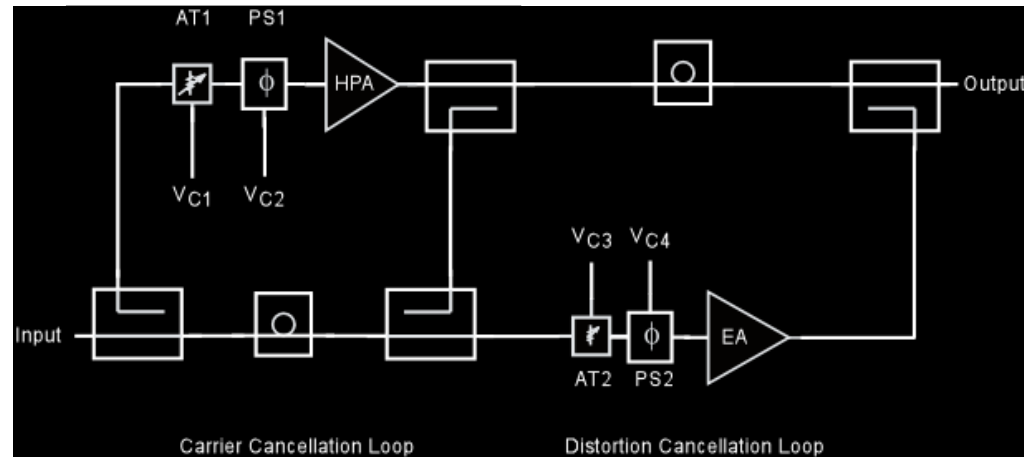 AT1 PS1
ϕ HPA
Output
VC1 VC2
VC3 VC4
Input
ϕ EA
AT2 PS2
Carrier Cancellation Loop Distortion Cancellation Loop